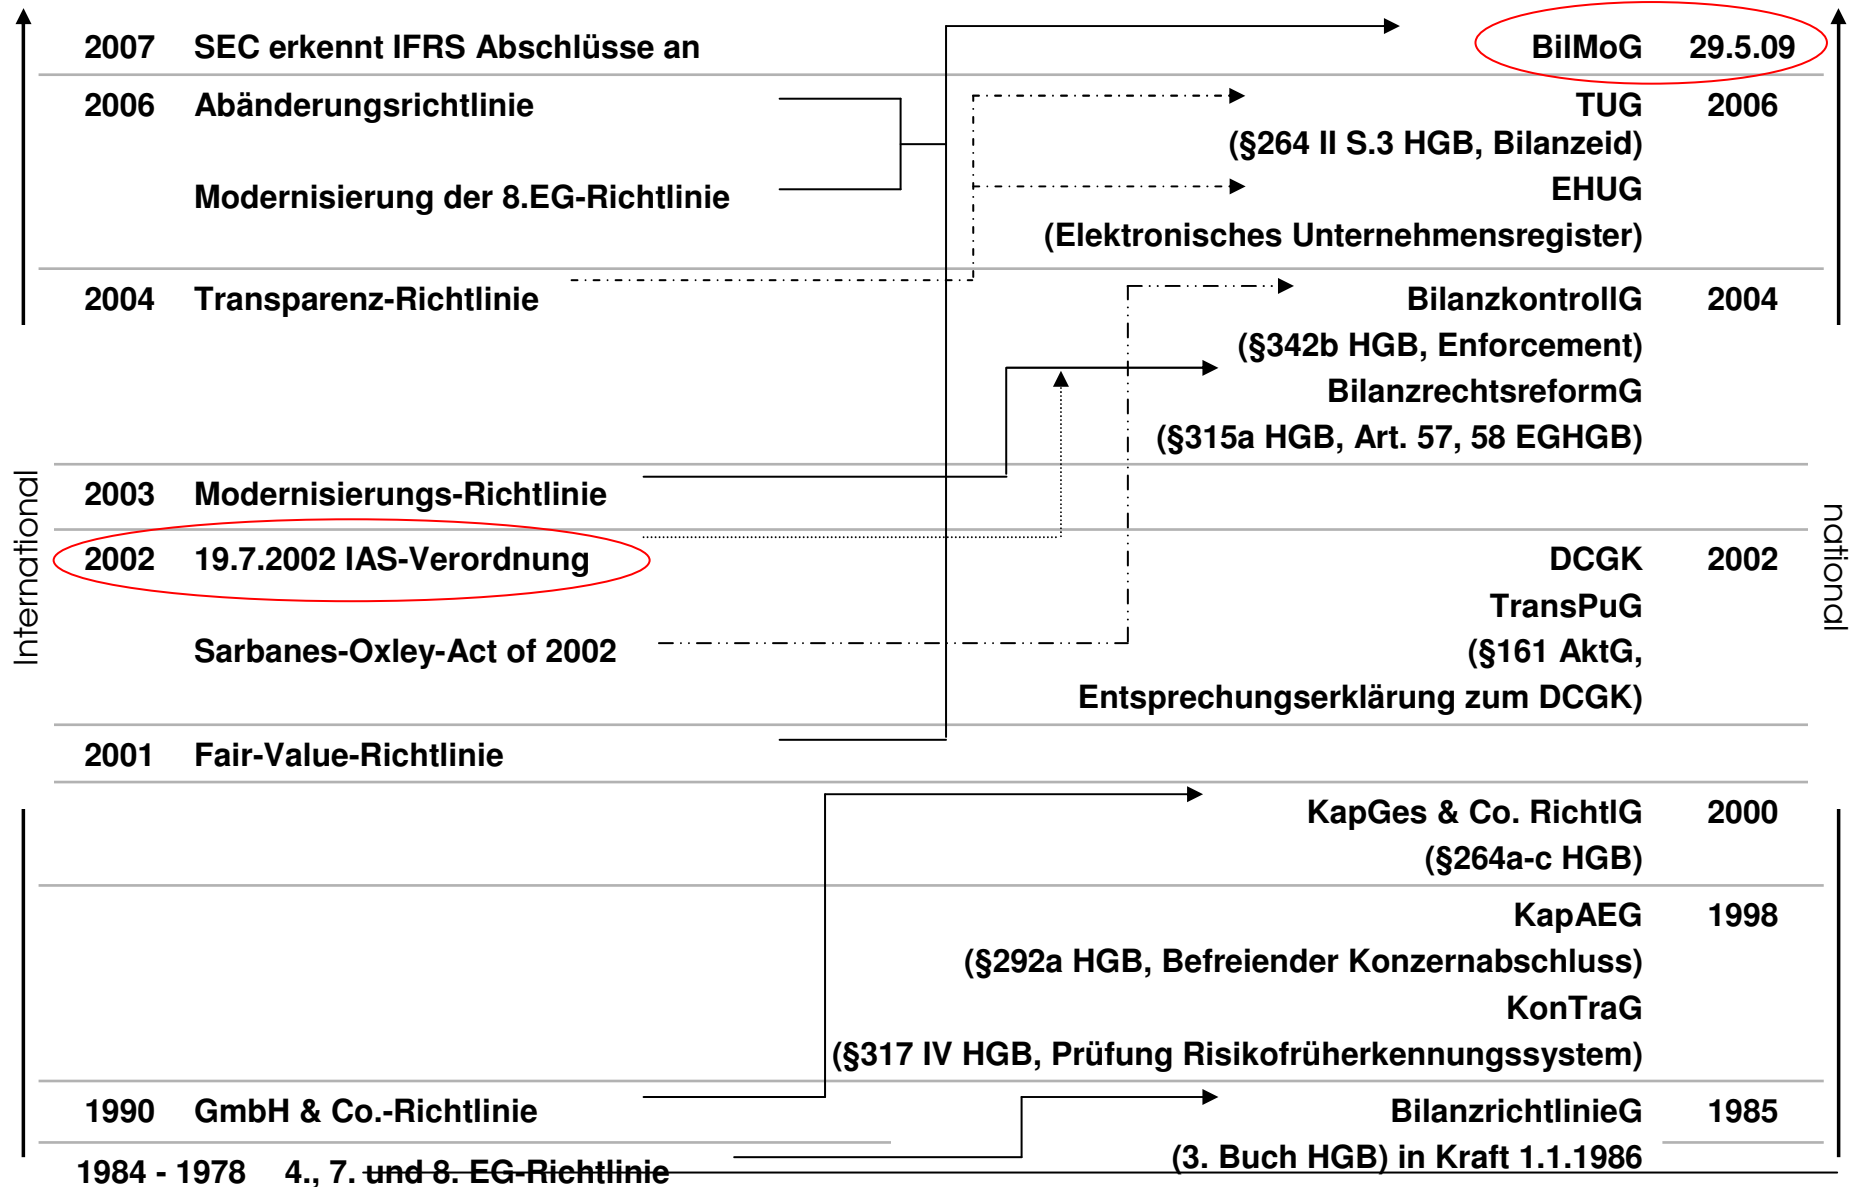 2007 SEC erkennt IFRS Abschlüsse an BilMoG 29.5.09
2006 Abänderungsrichtlinie TUG 2006
(§264 II S.3 HGB, Bilanzeid)
Modernisierung der 8.EG-Richtlinie EHUG
(Elektronisches Unternehmensregister)
2004 Transparenz-Richtlinie BilanzkontrollG 2004
(§342b HGB, Enforcement)
BilanzrechtsreformG
(§315a HGB, Art. 57, 58 EGHGB)
International
2003 Modernisierungs-Richtlinie
national
2002 19.7.2002 IAS-Verordnung DCGK 2002
TransPuG
Sarbanes-Oxley-Act of 2002 (§161 AktG,
Entsprechungserklärung zum DCGK)
2001 Fair-Value-Richtlinie
KapGes & Co. RichtlG 2000
(§264a-c HGB)
KapAEG 1998
(§292a HGB, Befreiender Konzernabschluss)
KonTraG
(§317 IV HGB, Prüfung Risikofrüherkennungssystem)
1990 GmbH & Co.-Richtlinie BilanzrichtlinieG 1985
(3. Buch HGB) in Kraft 1.1.1986
1984 - 1978 4., 7. und 8. EG-Richtlinie